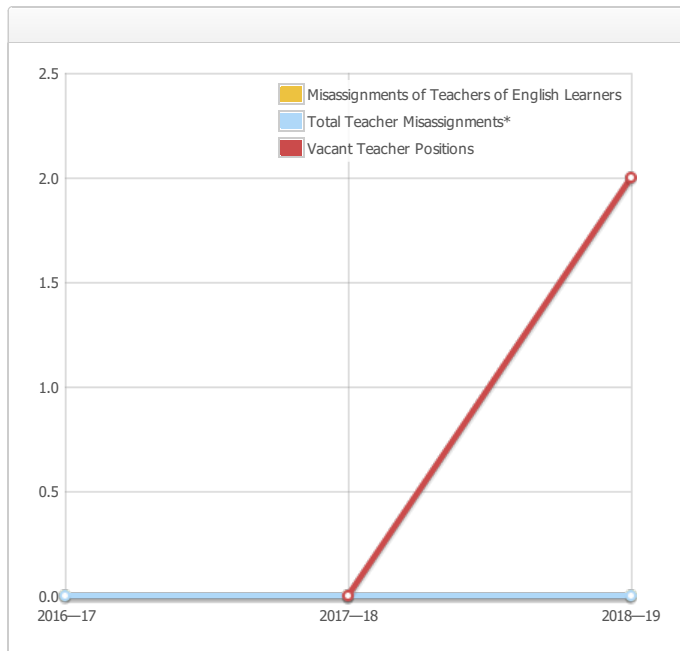 2.5
Misassignments of Teachers of English Learners
Total Teacher Misassignments*
Vacant Teacher Positions
2.0
1.5
1.0
0.5
0.0
2016—17 2017—18 2018—19